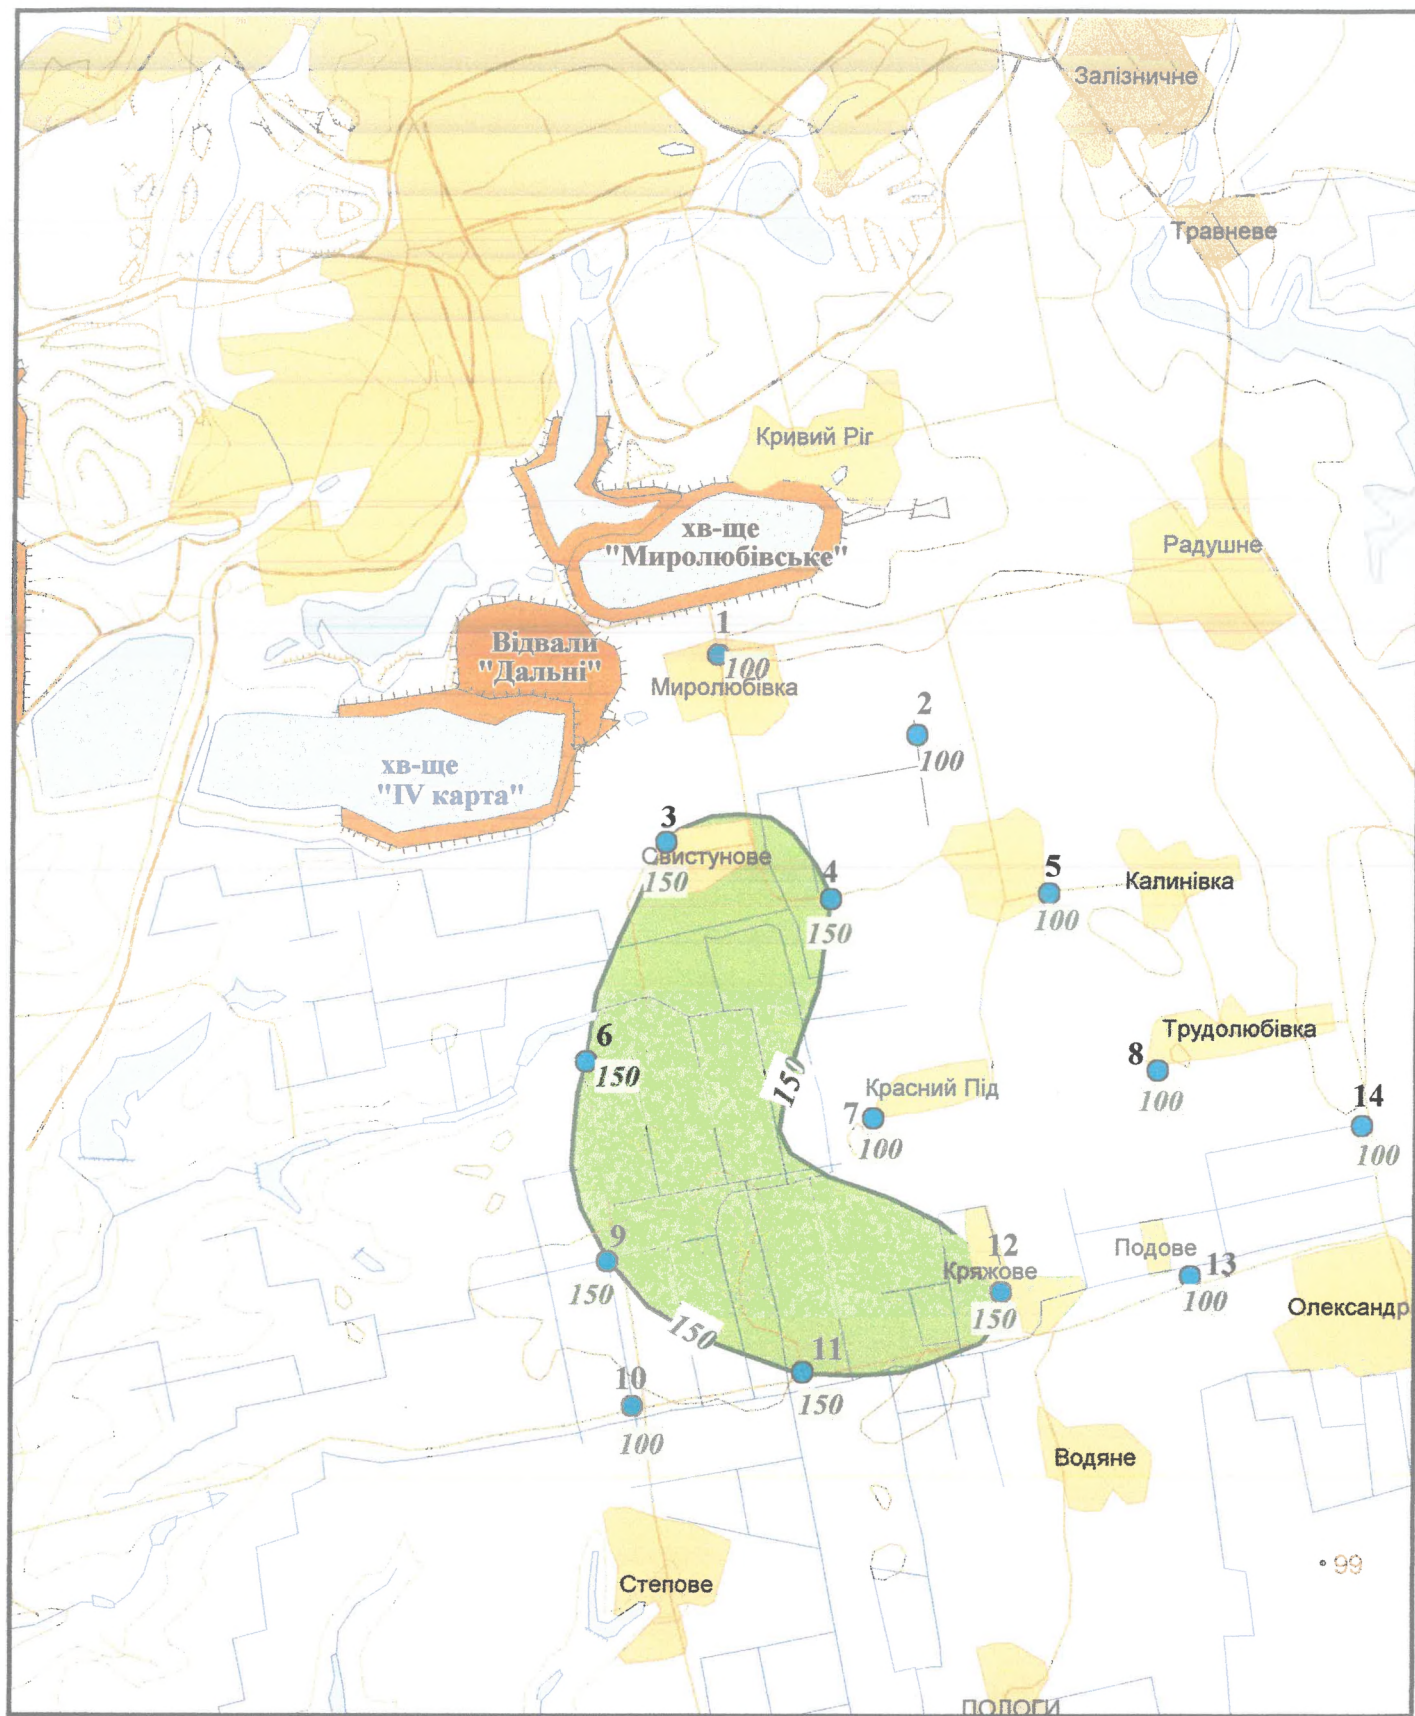 Залізничне
Травневе
Кривий Ріг
хв-ще
"Миролюбівське"
Радушне
1
100
Миролюбівка
Відвали
"Дальні"
2
100
хв-ще
"IV карта"
3
Свистунове
150
4
150
5
100
Калинівка
6
150
150
Трудолюбівка
8
100
Красний Під
7
100
14
100
9
150
12
Кряжове
150
Подове
13
100
Олександр
150
11
150
10
100
Водяне
99
Степове
ПОЛОГИ